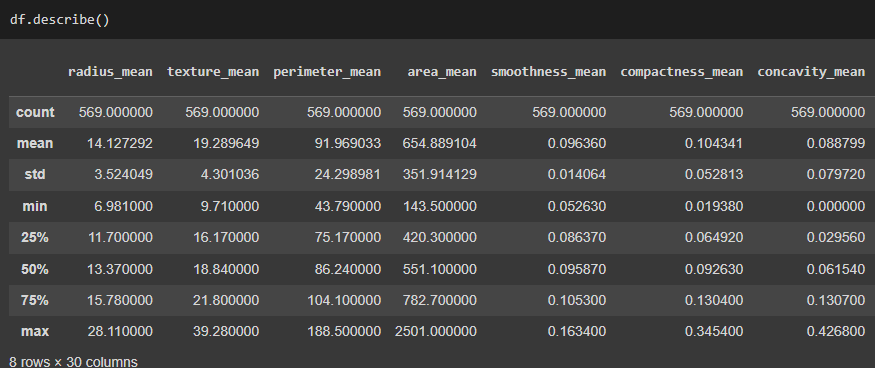 df.describe()
radius_mean texture_mean perimeter_mean area_mean smoothness_mean compactness_mean concavity_mean
count 569.000000 569.000000 569.000000 569.000000 569.000000 569.000000 569.000000
mean 14.127292 19.289649 91.969033 654.889104 0.096360 0.104341 0.088799
std 3.524049 4.301036 24.298981 351.914129 0.014064 0.052813 0.079720
min 6.981000 9.710000 43.790000 143.500000 0.052630 0.019380 0.000000
25% 11.700000 16.170000 75.170000 420.300000 0.086370 0.064920 0.029560
50% 13.370000 18.840000 86.240000 551.100000 0.095870 0.092630 0.061540
75% 15.780000 21.800000 104.100000 782.700000 0.105300 0.130400 0.130700
max 28.110000 39.280000 188.500000 2501.000000 0.163400 0.345400 0.426800
8 rows × 30 columns